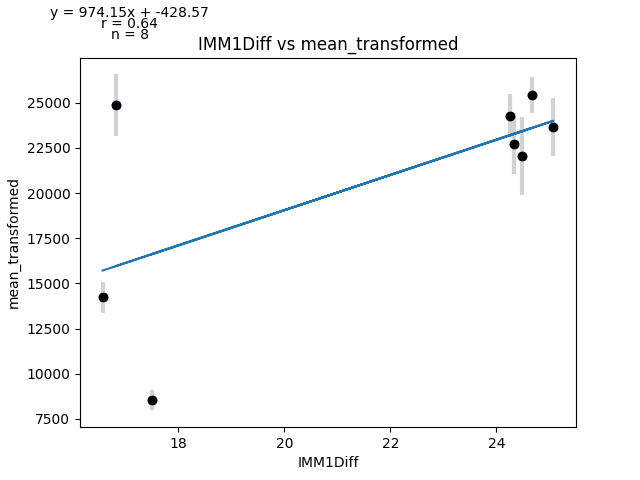 y = 974.15x + -428.57
r = 0.64
n = 8
IMM1Diff vs mean_transformed
25000
22500
20000
17500
15000
12500
10000
7500
mean_transformed
18
20
22
24
IMM1Diff